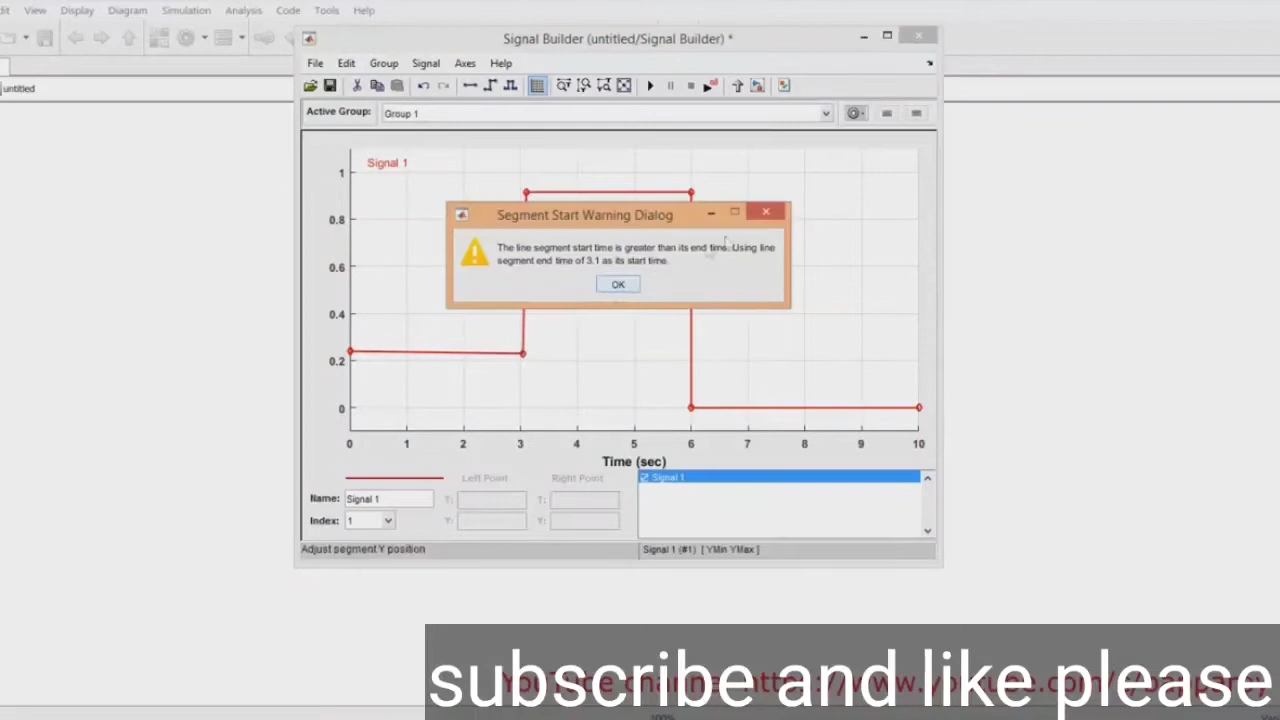 dit View Display Diagram Simulation Analysis Code Tools Help
untitled
Signal Builder (untitled/Signal Builder) *
File Edit Group Signal Axes Help
Active Group: Group 1
Signal 1
Segment Start Warning Dialog
The line segment start time is greater than its end time. Using line
segment end time of 3.1 as its start time.
OK
1
0.8
0.6
0.4
0.2
0
0 1 2 3 4 5 6 7 8 9 10
Time (sec)
Left Point Right Point
Name: Signal 1 T: T:
Index: 1 Y: Y:
Signal 1
Adjust segment Y position
Signal 1 (#1) [ YMin YMax ]
subscribe and like please
100%